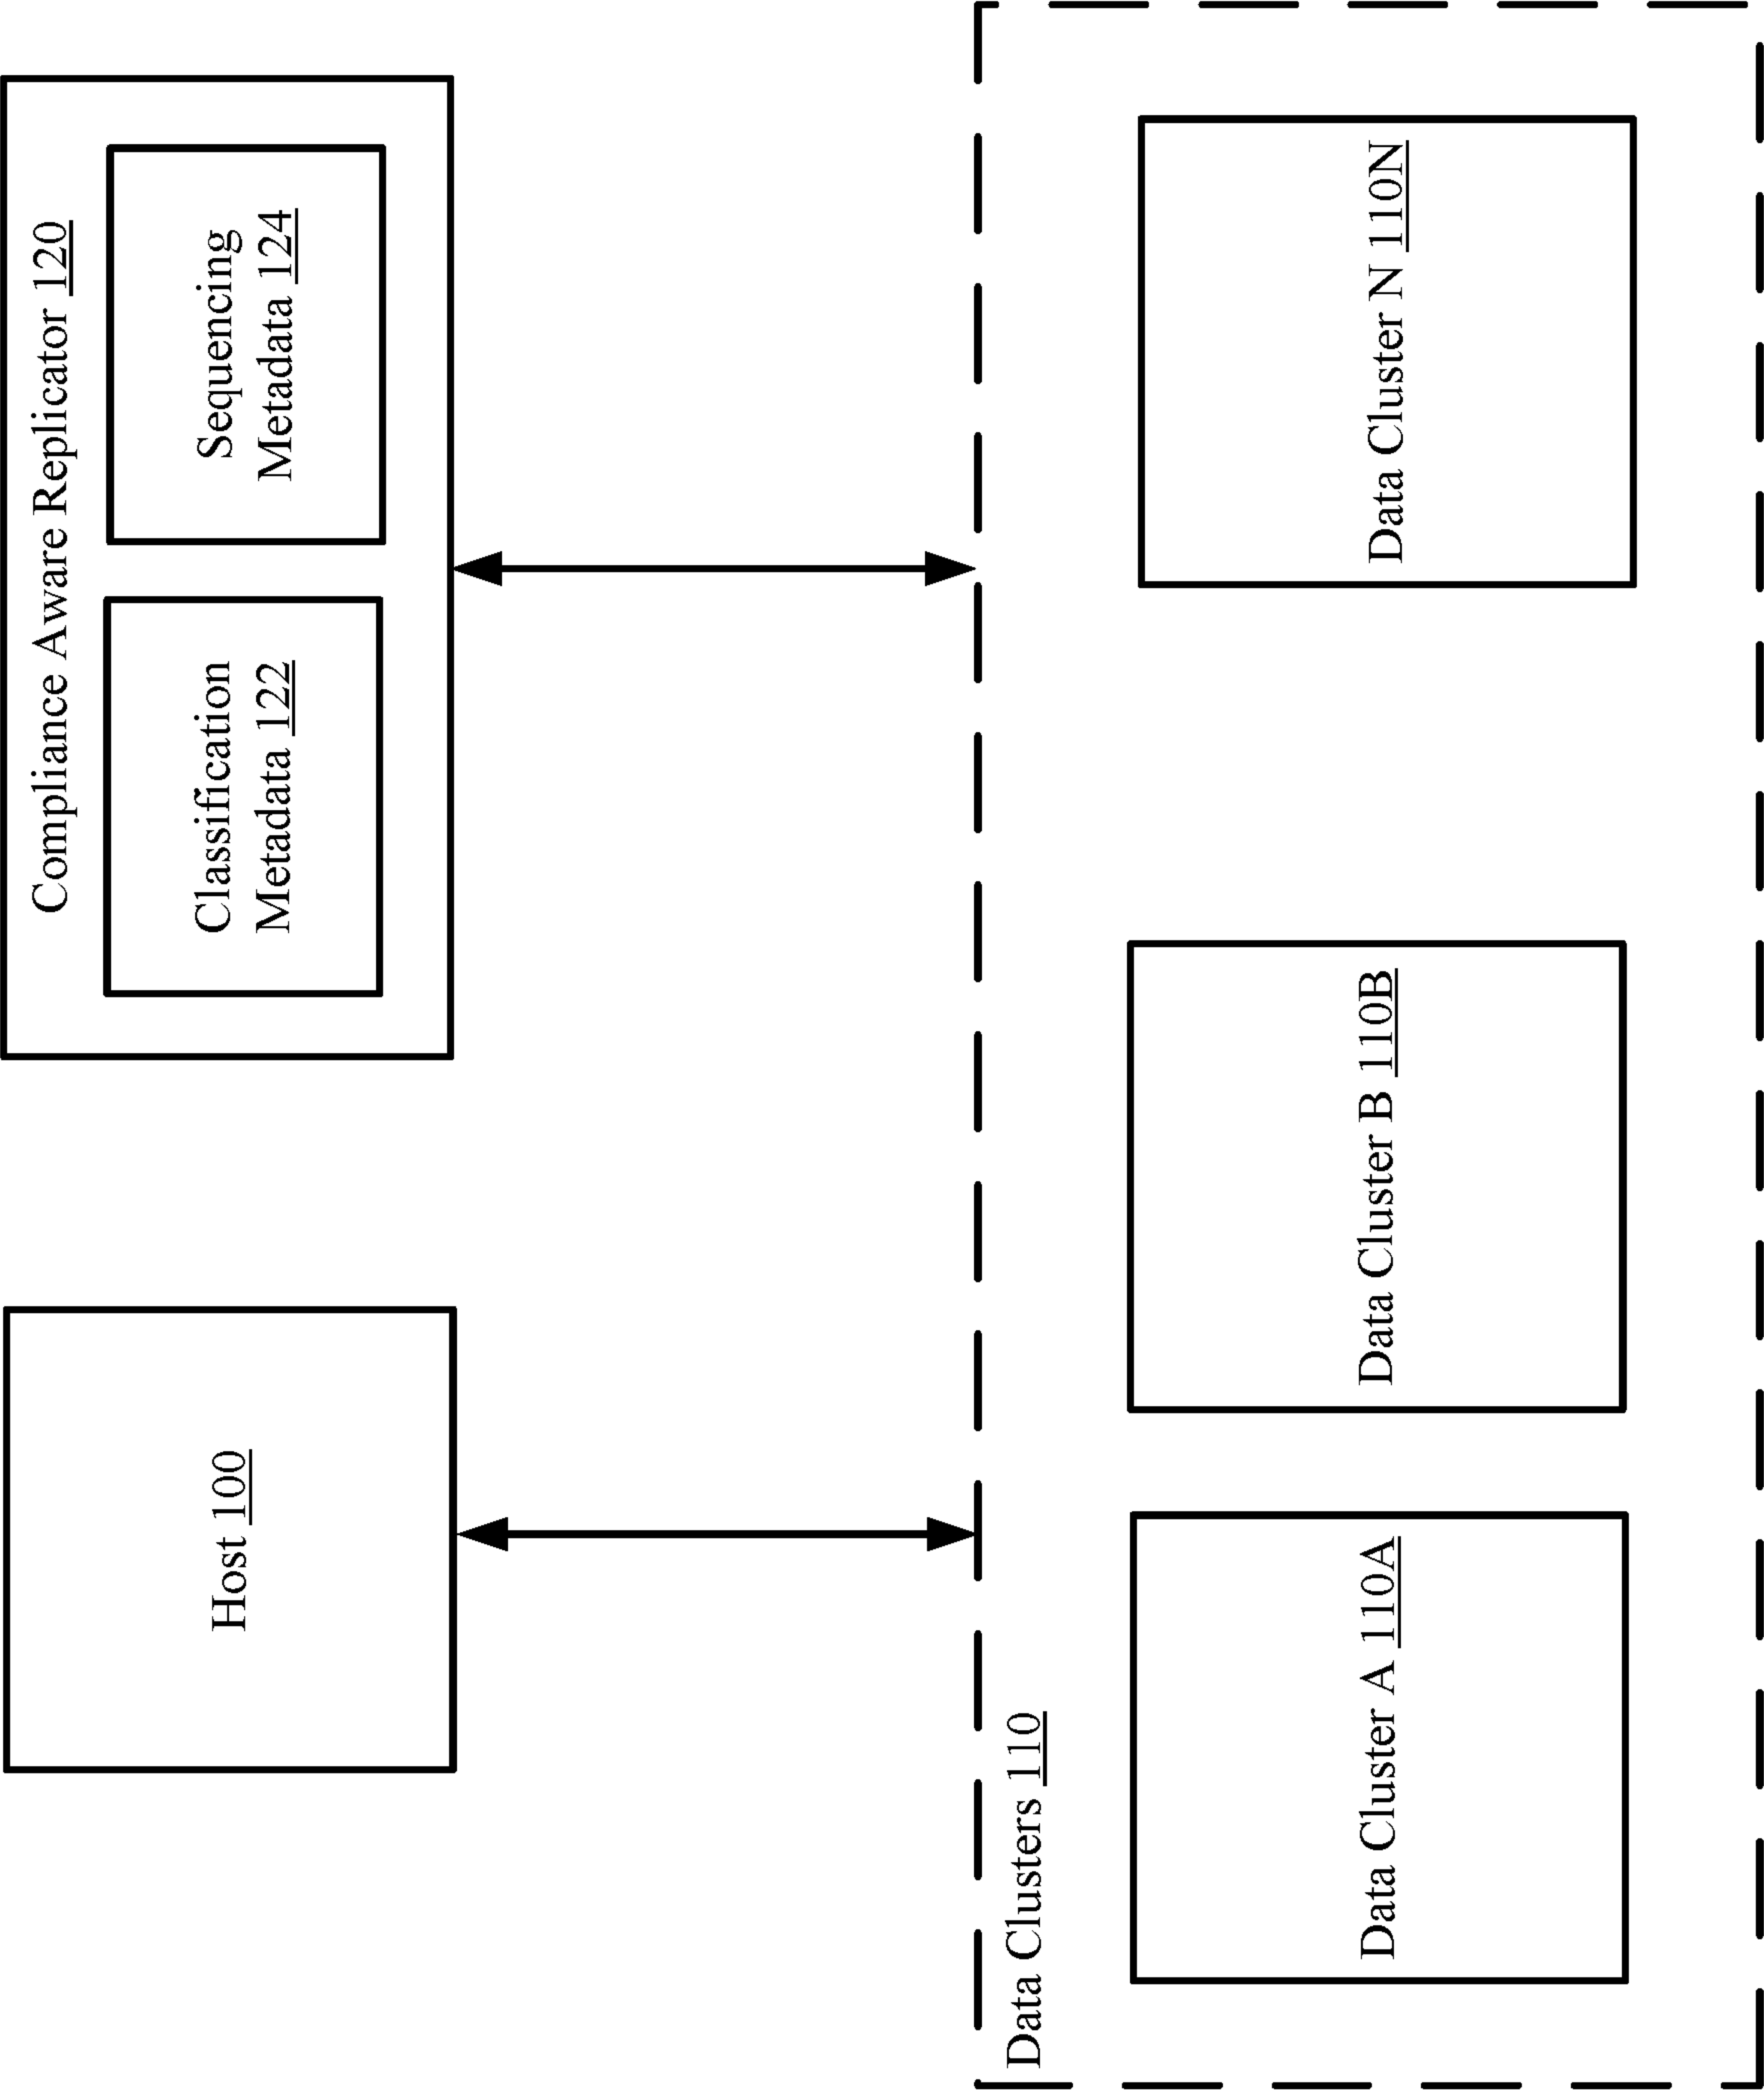 Host 100
Compliance Aware Replicator 120
Classification
Metadata 122
Sequencing
Metadata 124
Data Clusters 110
Data Cluster A 110A
Data Cluster B 110B
Data Cluster N 110N